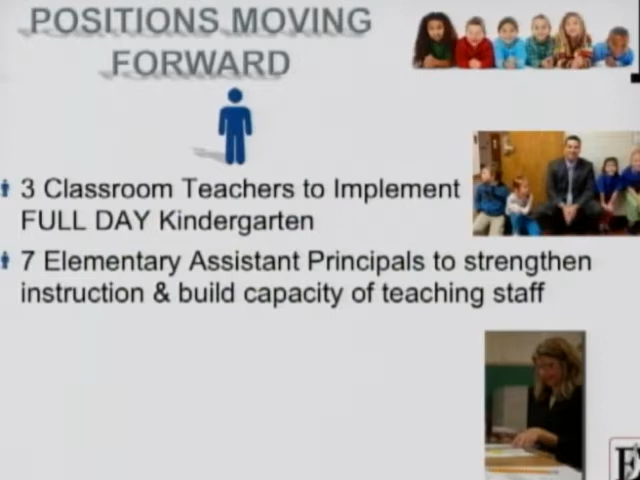 POSITIONS MOVING
FORWARD
3 Classroom Teachers to Implement
FULL DAY Kindergarten
7 Elementary Assistant Principals to strengthen
instruction & build capacity of teaching staff
E